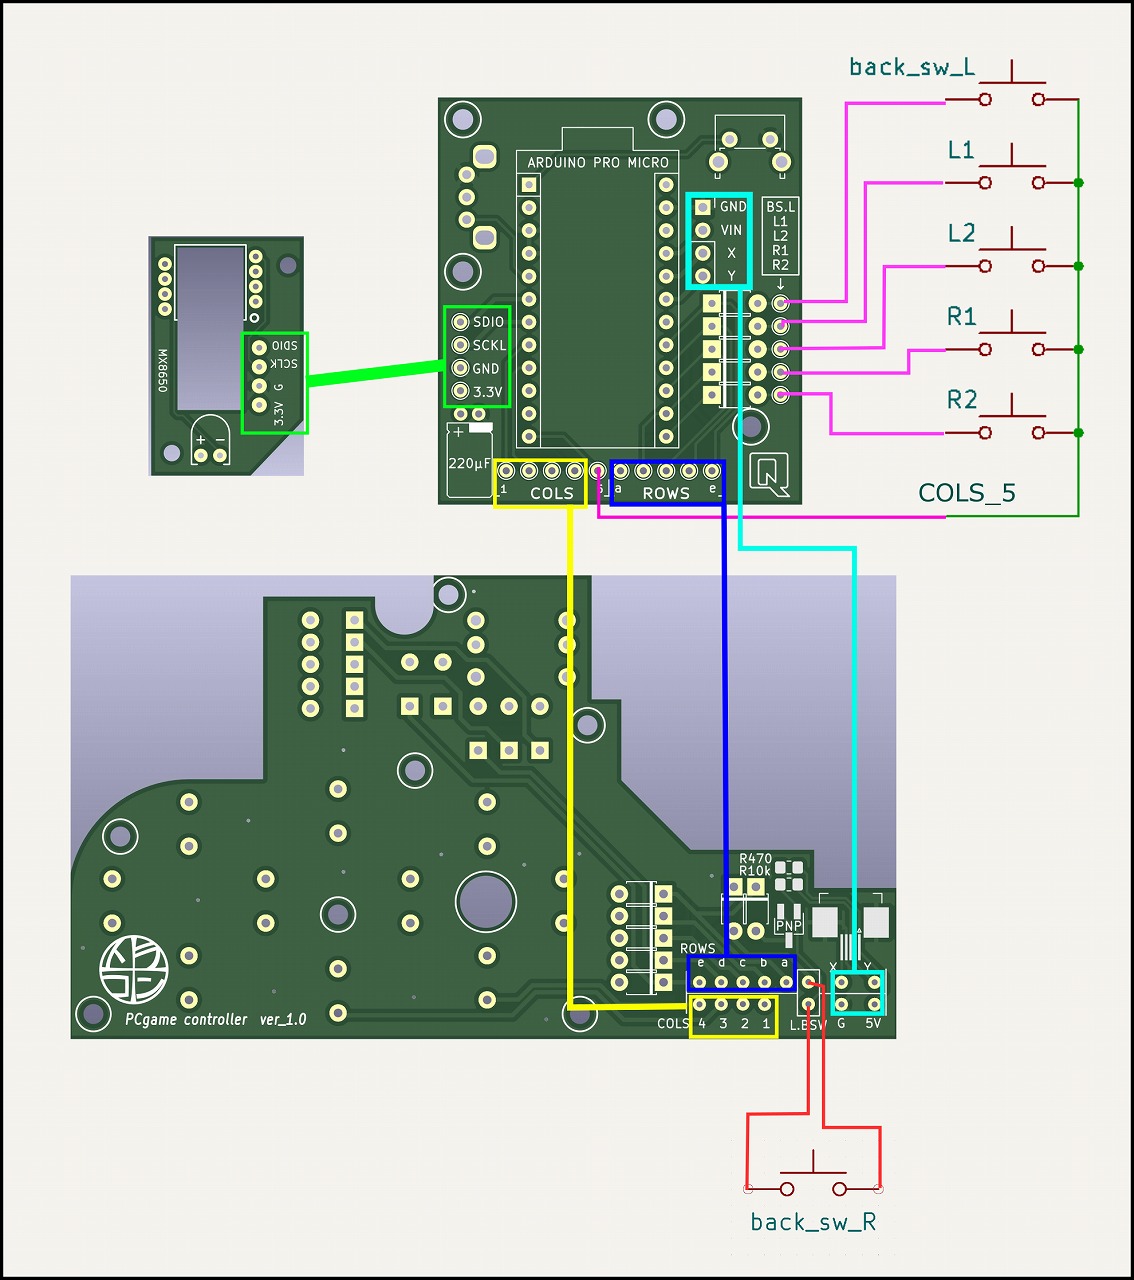 back_sw_L
L1
L2
R1
R2
COLS_5
ARDUINO PRO MICRO
GND
VIN
X
Y
BS.L
L1
L2
R1
R2
SDIO
SCKL
GND
3.3V
+
220µF
1
COLS
5
a
ROWS
e
MX8650
SDIO
SCLK
G
3.3V
+ −
R470
R10k
PNP
ROWS
e d c b a
X Y
COLS 4 3 2 1
L.BSW
G 5V
PCgame controller ver_1.0
back_sw_R